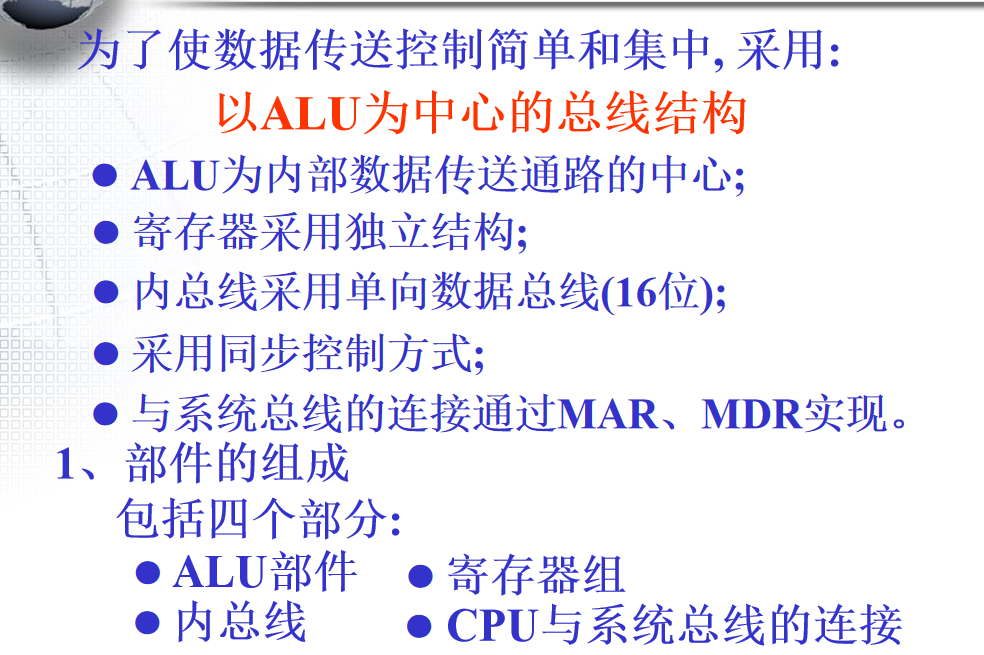 为了使数据传送控制简单和集中, 采用:
以ALU为中心的总线结构
● ALU为内部数据传送通路的中心;
● 寄存器采用独立结构;
● 内总线采用单向数据总线(16位);
● 采用同步控制方式;
● 与系统总线的连接通过MAR、MDR实现。
1、部件的组成
包括四个部分:
● ALU部件 ● 寄存器组
● 内总线 ● CPU与系统总线的连接